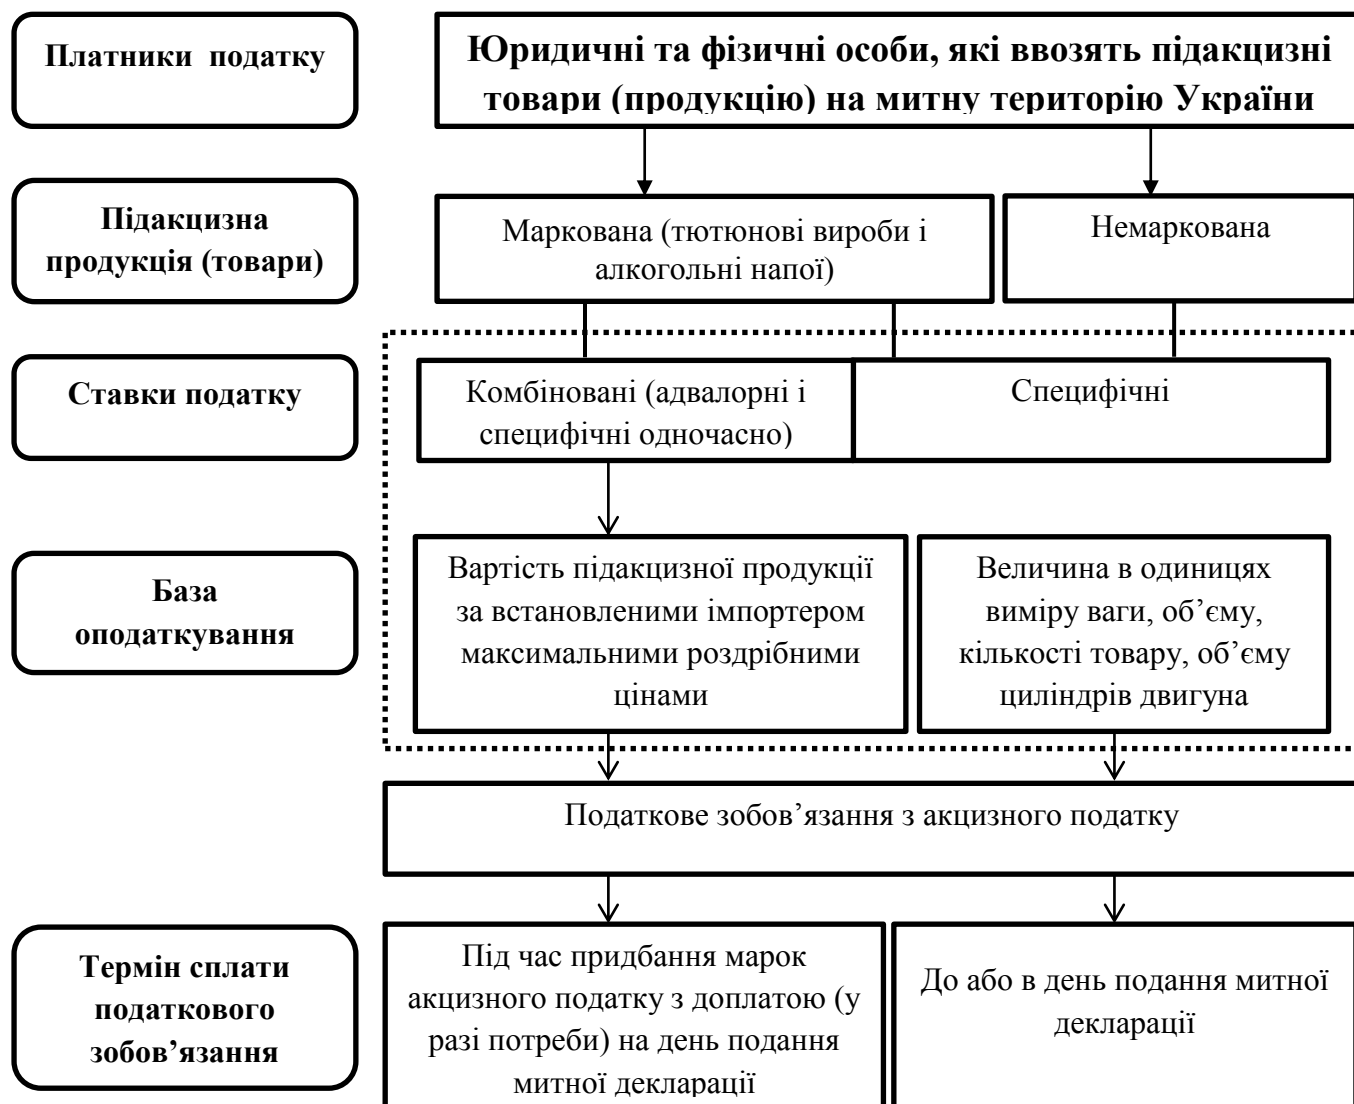 Платники податку
Юридичні та фізичні особи, які ввозять підакцизні
товари (продукцію) на митну територію України
Підакцизна
продукція (товари)
Маркована (тютюнові вироби і
алкогольні напої)
Немаркована
Ставки податку
Комбіновані (адвалорні і
специфічні одночасно)
Специфічні
База
оподаткування
Вартість підакцизної продукції
за встановленими імпортером
максимальними роздрібними
цінами
Величина в одиницях
виміру ваги, об’єму,
кількості товару, об’єму
циліндрів двигуна
Податкове зобов’язання з акцизного податку
Термін сплати
податкового
зобов’язання
Під час придбання марок
акцизного податку з доплатою (у
разі потреби) на день подання
митної декларації
До або в день подання митної
декларації